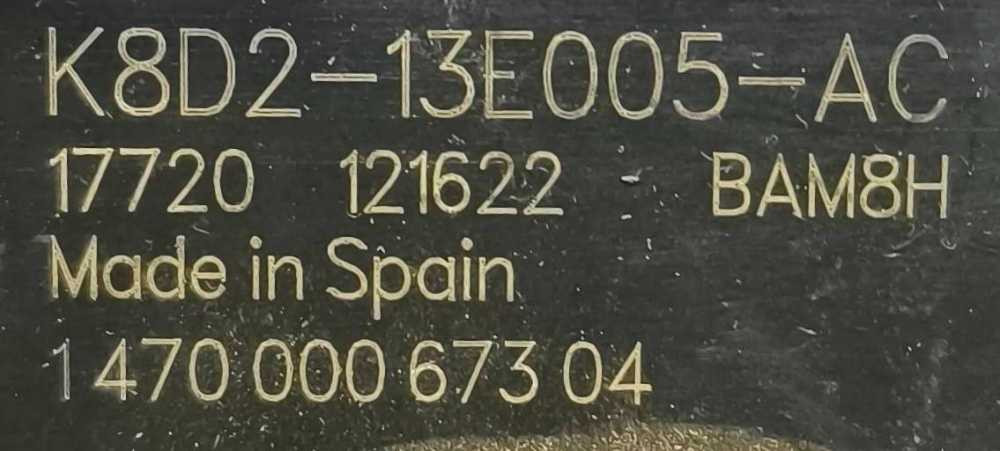 K8D2-13E005-AC
17720 121622 BAM8H
Made in Spain
1 470 000 673 04